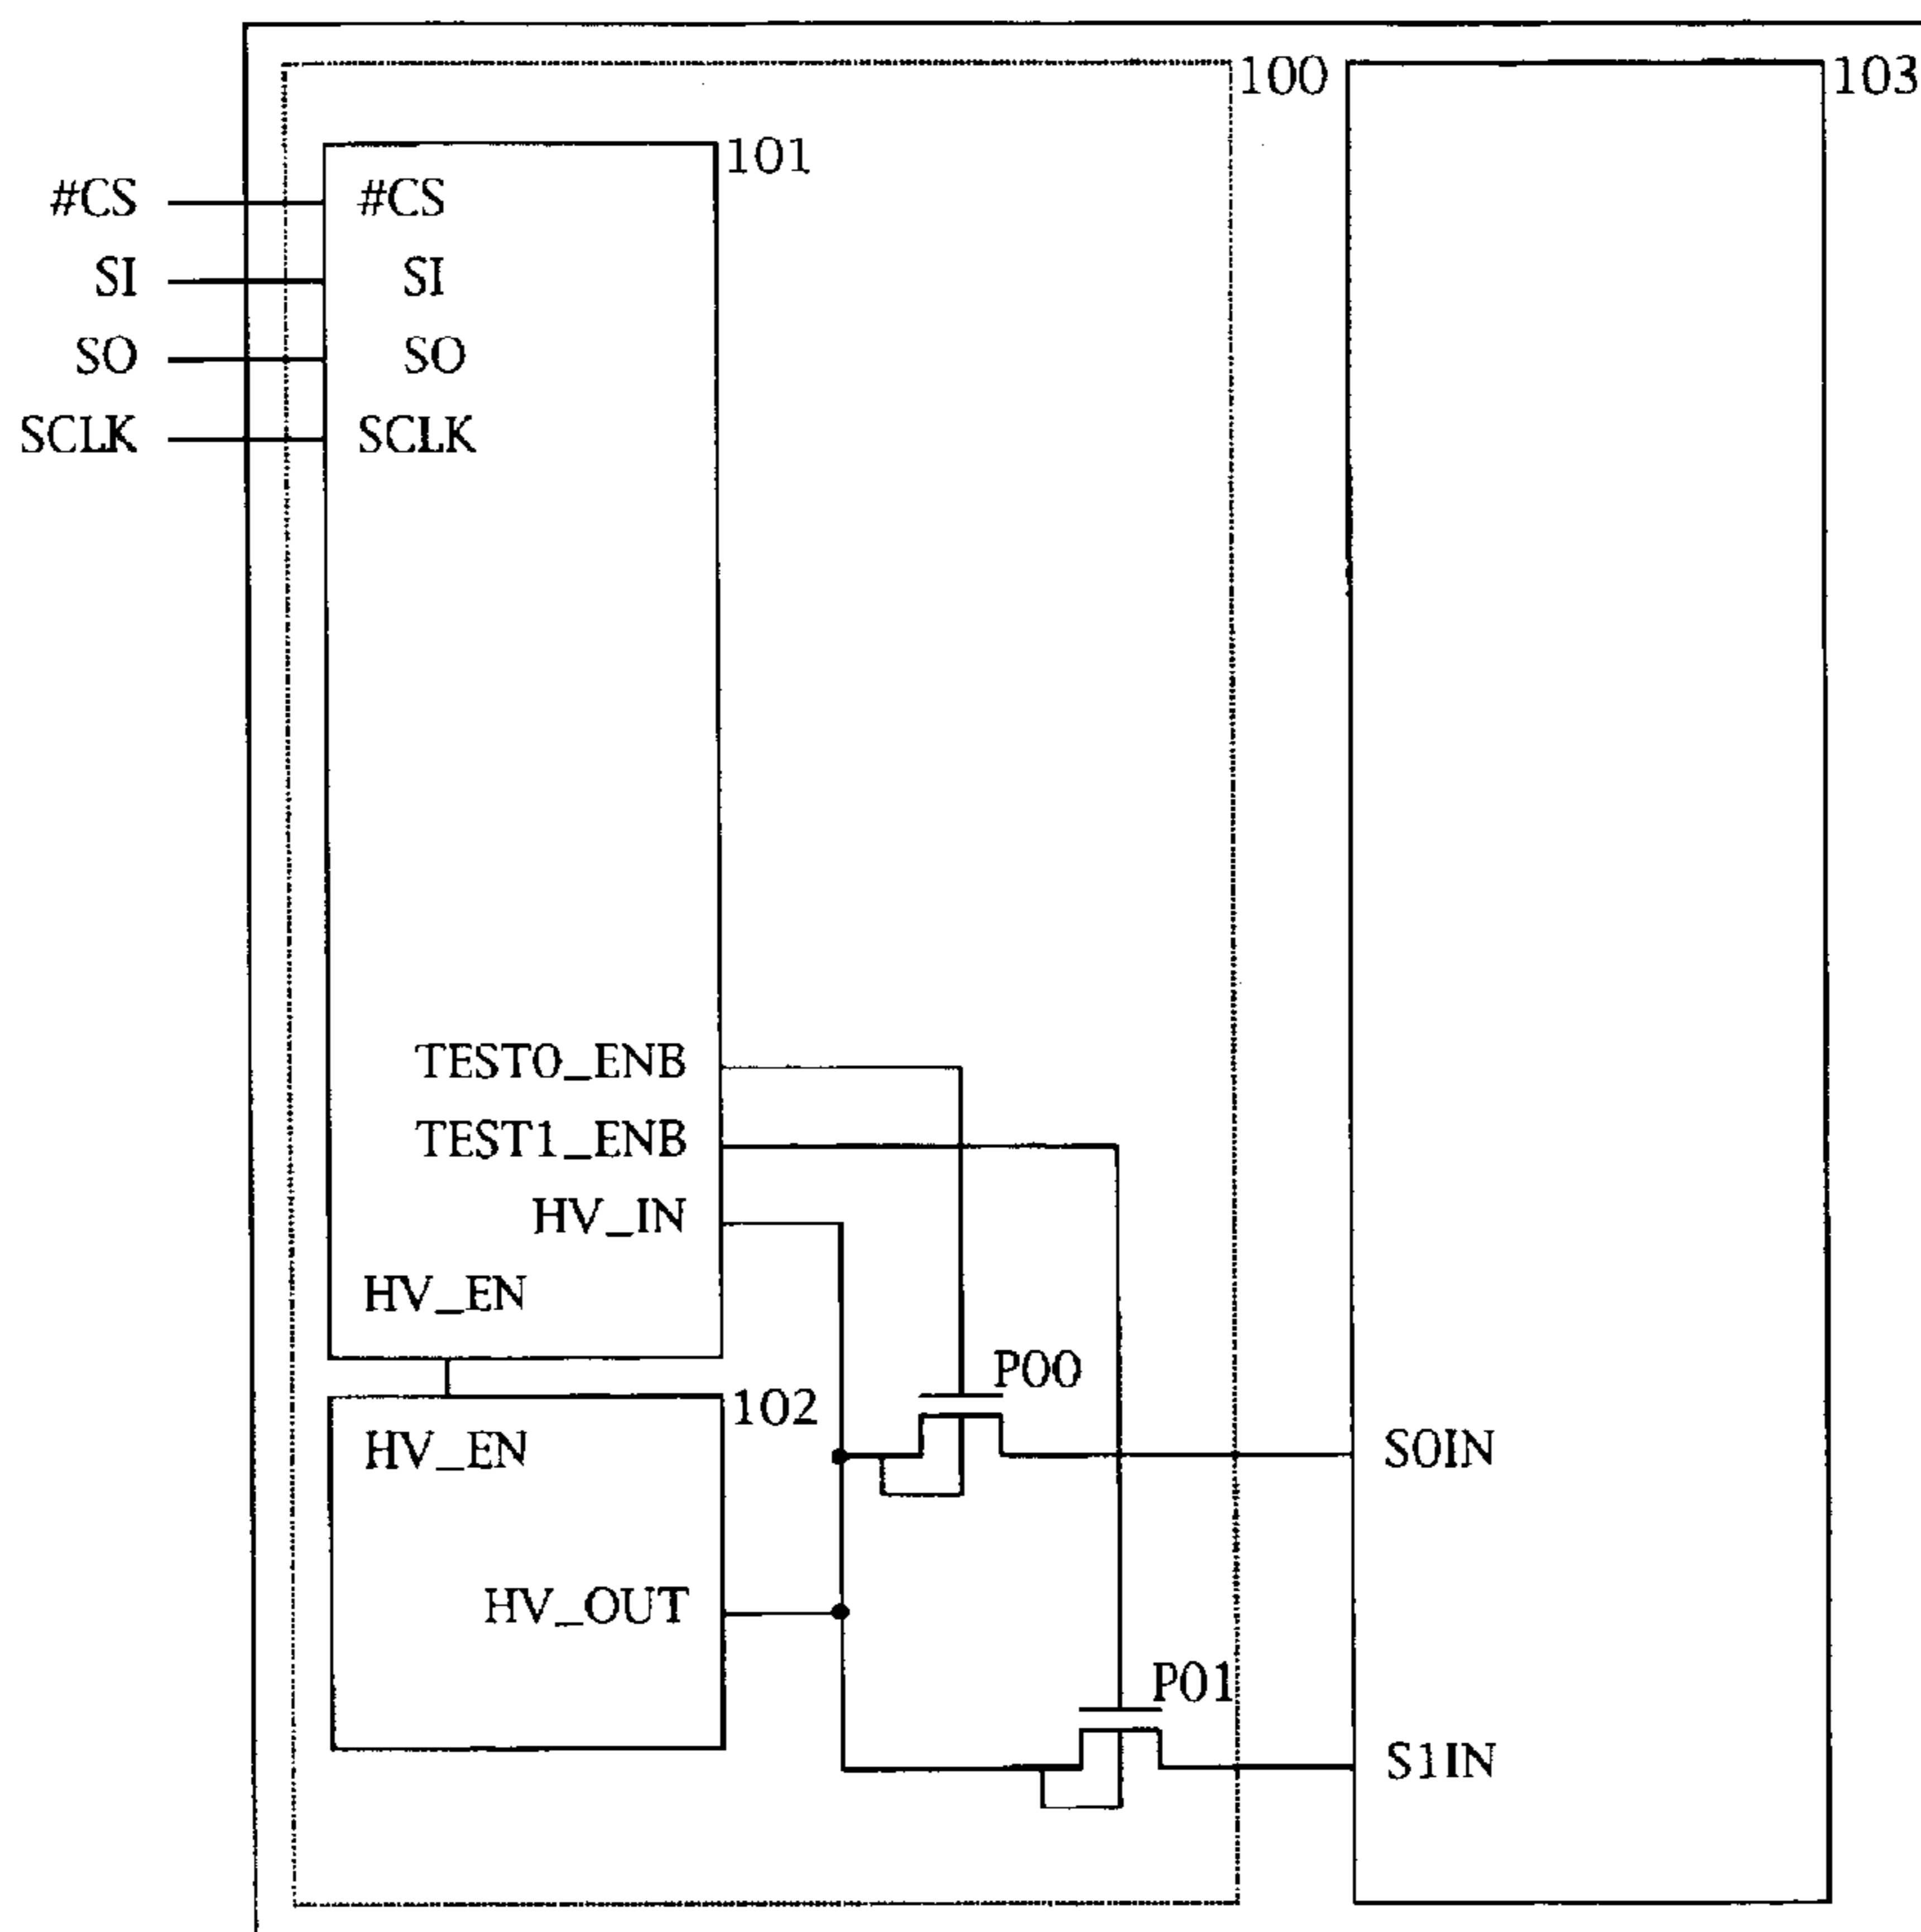 100
103
101
#CS #CS
SI SI
SO SO
SCLK SCLK
TEST0_ENB
TEST1_ENB
HV_IN
HV_EN
P00
102
HV_EN
S0IN
HV_OUT
P01
S1IN